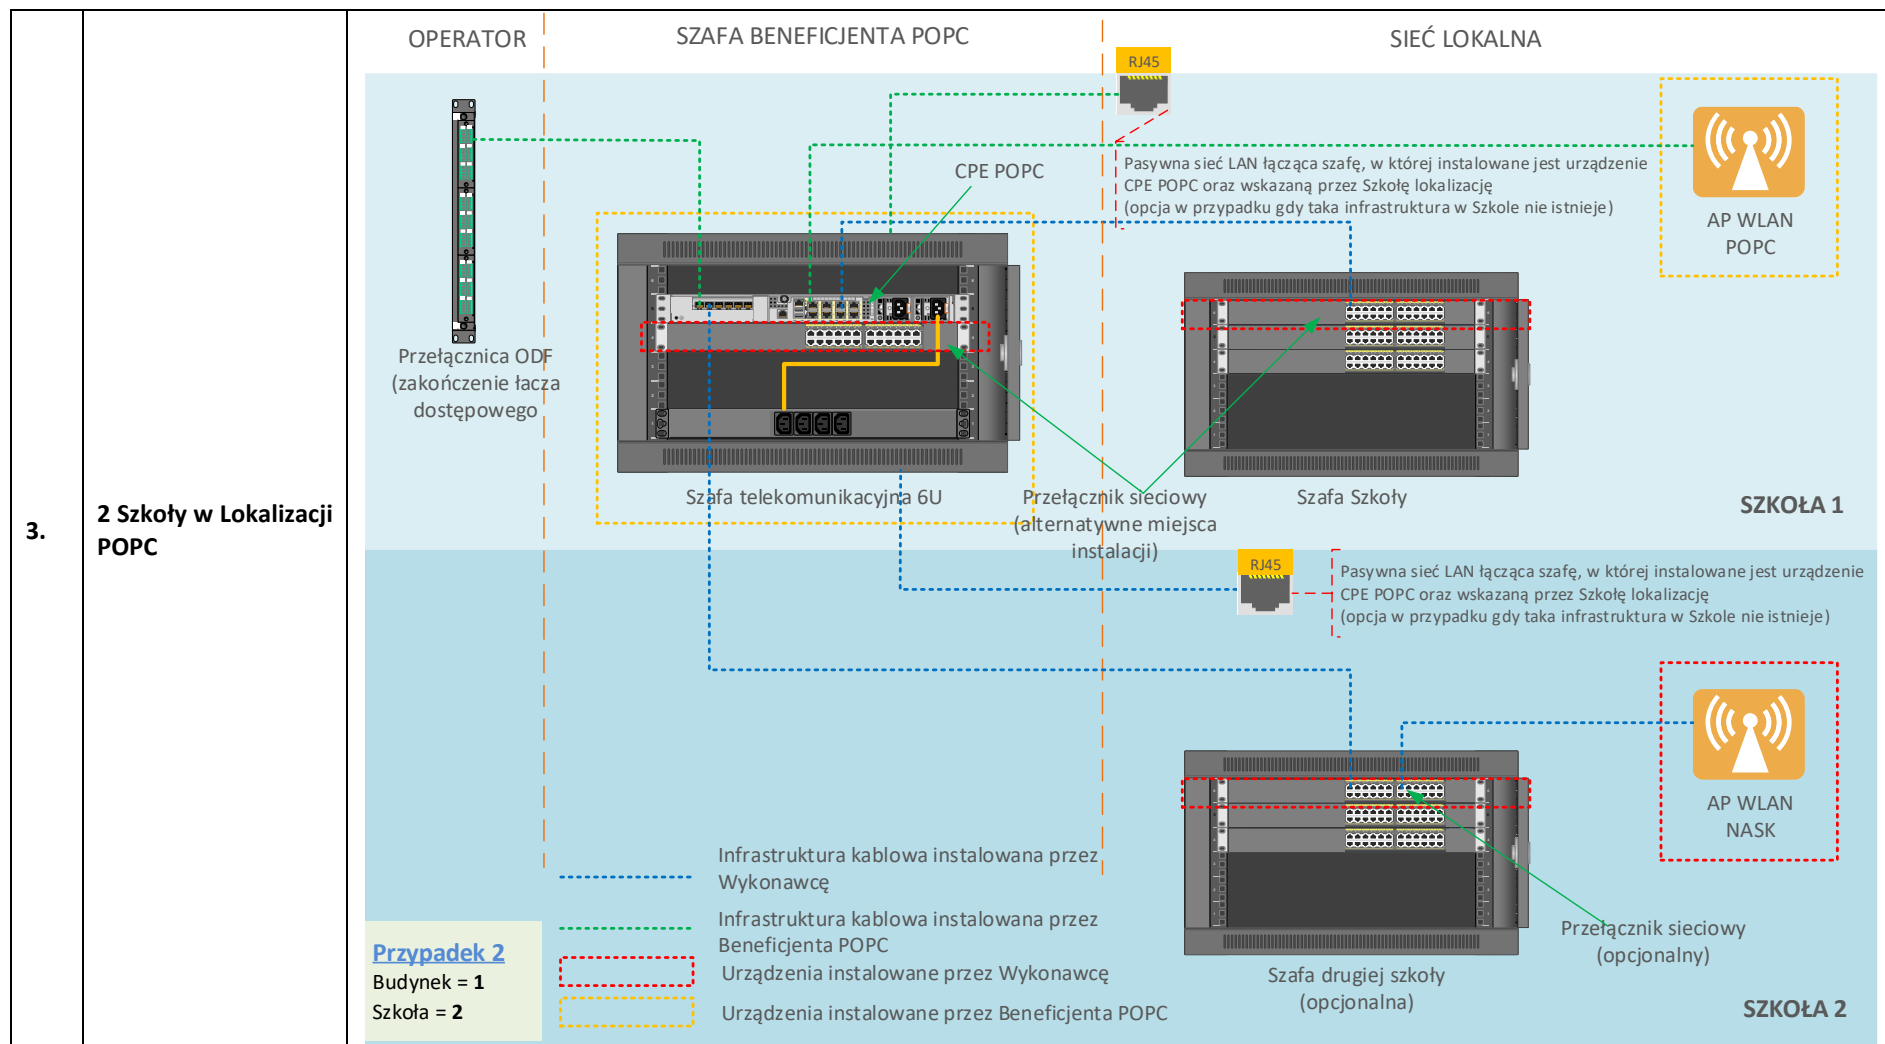 3.
2 Szkoły w Lokalizacji
POPC
OPERATOR
SZAFA BENEFICJENTA POPC
SIEĆ LOKALNA
RJ45
CPE POPC
Pasywna sieć LAN łącząca szafę, w której instalowane jest urządzenie
CPE POPC oraz wskazaną przez Szkołę lokalizację
(opcja w przypadku gdy taka infrastruktura w Szkole nie istnieje)
AP WLAN
POPC
Przełącznica ODF
(zakończenie łacza
dostępowego
Szafa telekomunikacyjna 6U
Przełącznik sieciowy
(alternatywne miejsca
instalacji)
Szafa Szkoły
SZKOŁA 1
RJ45
Pasywna sieć LAN łącząca szafę, w której instalowane jest urządzenie
CPE POPC oraz wskazaną przez Szkołę lokalizację
(opcja w przypadku gdy taka infrastruktura w Szkole nie istnieje)
AP WLAN
NASK
Przełącznik sieciowy
(opcjonalny)
Szafa drugiej szkoły
(opcjonalna)
SZKOŁA 2
Infrastruktura kablowa instalowana przez
Wykonawcę
Infrastruktura kablowa instalowana przez
Beneficjenta POPC
Urządzenia instalowane przez Wykonawcę
Urządzenia instalowane przez Beneficjenta POPC
Przypadek 2
Budynek = 1
Szkoła = 2